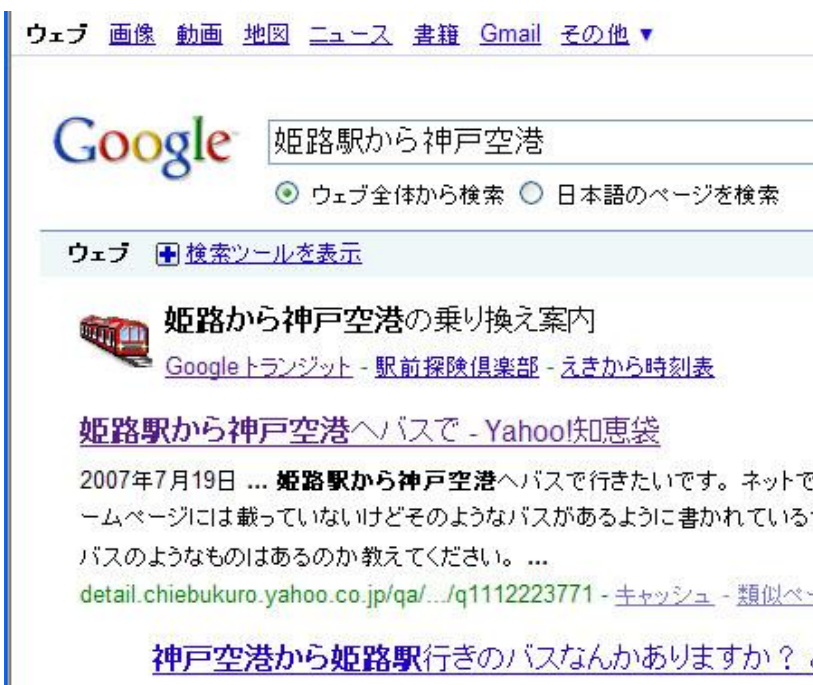 ウェブ 画像 動画 地図 ニュース 書籍 Gmail その他 ▼
Google 姫路駅から神戸空港
ウェブ全体から検索 日本語のページを検索
ウェブ 検索ツールを表示
姫路から神戸空港の乗り換え案内
Google トランジット - 駅前探険倶楽部 - えきから時刻表
姫路駅から神戸空港へバスで - Yahoo!知恵袋
2007年7月19日 ... 姫路駅から神戸空港へバスで行きたいです。ネットで
ームページには載っていないけどそのようなバスがあるように書かれている
バスのようなものはあるのか教えてください。 ...
detail.chiebukuro.yahoo.co.jp/qa/.../q1112223771 - キャッシュ - 類似ペー
神戸空港から姫路駅行きのバスなんかありますか？